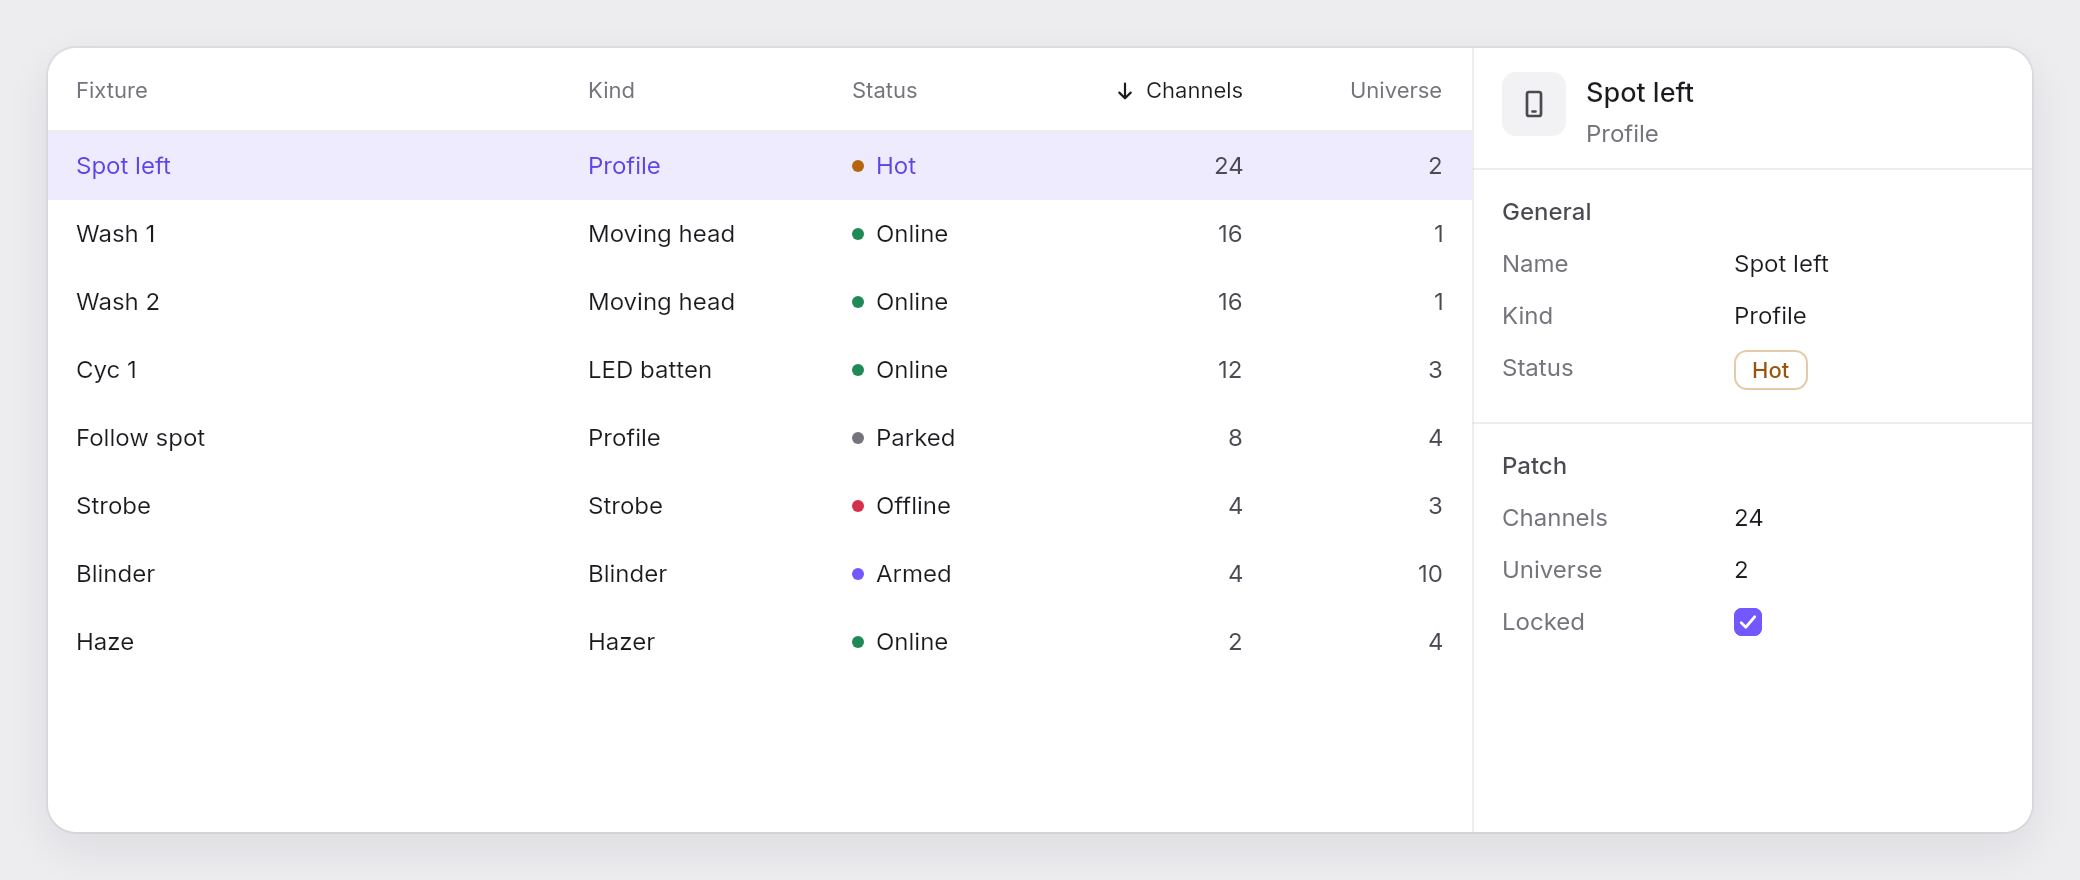 Fixture Kind Status ↓ Channels Universe
Spot left Profile Hot 24 2
Wash 1 Moving head Online 16 1
Wash 2 Moving head Online 16 1
Cyc 1 LED batten Online 12 3
Follow spot Profile Parked 8 4
Strobe Strobe Offline 4 3
Blinder Blinder Armed 4 10
Haze Hazer Online 2 4
Spot left
Profile
General
Name Spot left
Kind Profile
Status Hot
Patch
Channels 24
Universe 2
Locked